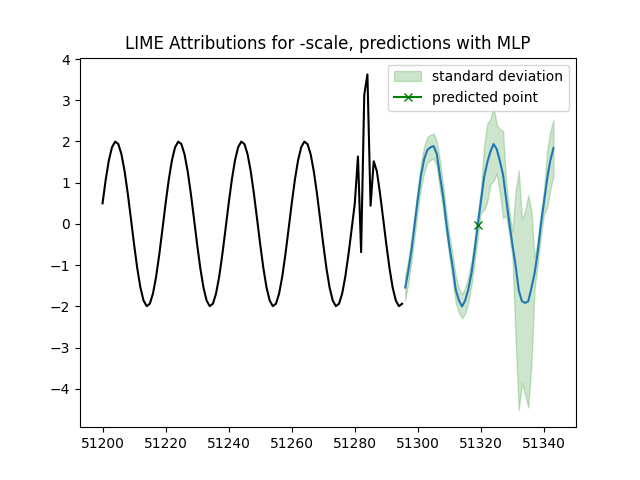 LIME Attributions for -scale, predictions with MLP
standard deviation
predicted point
4
3
2
1
0
−1
−2
−3
−4
51200 51220 51240 51260 51280 51300 51320 51340